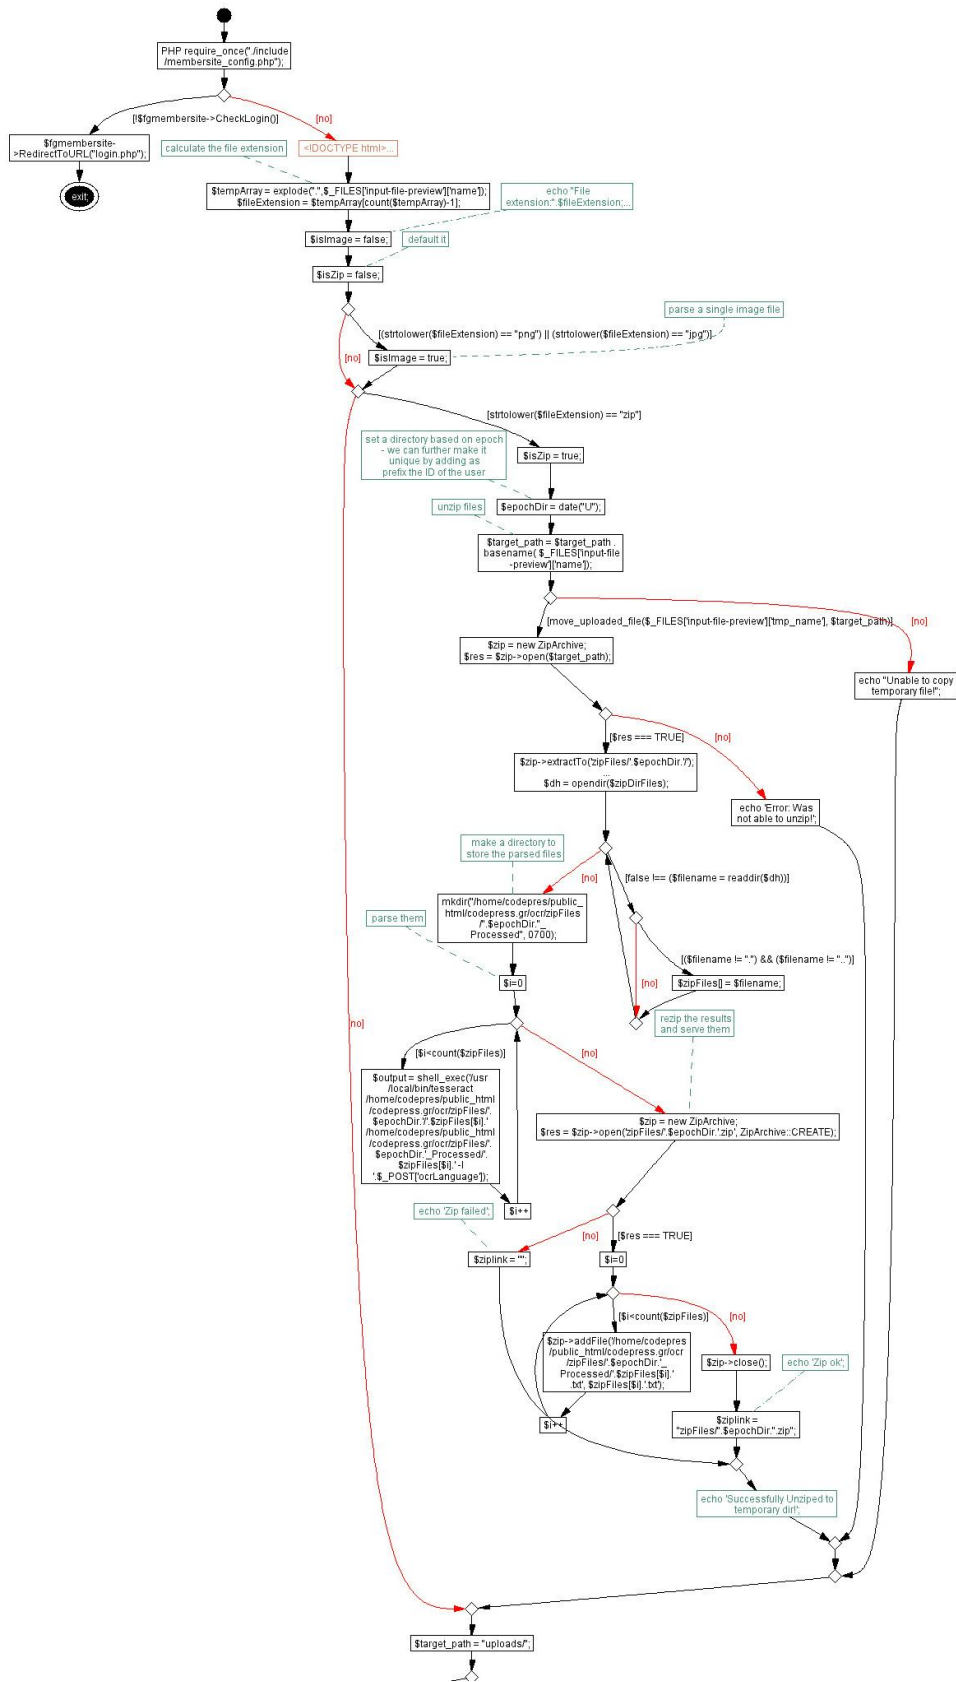 PHP require_once("./include
/membersite_config.php");
[!$fgmembersite->CheckLogin()]
[no]
$fgmembersite-
>RedirectToURL("login.php");
calculate the file extension
<!DOCTYPE html>...
exit;
$tempArray = explode(".",$_FILES['input-file-preview']['name']);
$fileExtension = $tempArray[count($tempArray)-1];
echo "File
extension:".$fileExtension;...
$isImage = false;
default it
$isZip = false;
parse a single image file
[(strtolower($fileExtension) == "png") || (strtolower($fileExtension) == "jpg")]
[no]
$isImage = true;
[strtolower($fileExtension) == "zip"]
set a directory based on epoch
- we can further make it
unique by adding as
prefix the ID of the user
$isZip = true;
unzip files
$epochDir = date("U");
$target_path = $target_path .
basename( $_FILES['input-file
-preview']['name']);
[move_uploaded_file($_FILES['input-file-preview']['tmp_name'], $target_path)]
[no]
$zip = new ZipArchive;
$res = $zip->open($target_path);
echo "Unable to copy
temporary file!";
[$res === TRUE]
[no]
$zip->extractTo('zipFiles/'.$epochDir.'/');
...
$dh = opendir($zipDirFiles);
echo 'Error: Was
not able to unzip!';
make a directory to
store the parsed files
[no]
[false !== ($filename = readdir($dh))]
mkdir("/home/codepres/public_
html/codepress.gr/ocr/zipFiles
/".$epochDir."_
Processed", 0700);
parse them
[($filename != ".") && ($filename != "..")]
$i=0
[no]
$zipFiles[] = $filename;
rezip the results
and serve them
[no]
[$i<count($zipFiles)]
[no]
$output = shell_exec('/usr
/local/bin/tesseract
/home/codepres/public_html
/codepress.gr/ocr/zipFiles/'.
$epochDir.'/'.$zipFiles[$i].'
/home/codepres/public_html
/codepress.gr/ocr/zipFiles/'.
$epochDir.'_Processed/'.
$zipFiles[$i].' -l
'.$_POST['ocrLanguage']);
$zip = new ZipArchive;
$res = $zip->open('zipFiles/'.$epochDir.'.zip', ZipArchive::CREATE);
echo 'Zip failed';
$i++
[no]
[$res === TRUE]
$ziplink = "";
$i=0
[$i<count($zipFiles)]
[no]
$zip->addFile('/home/codepres
/public_html/codepress.gr/ocr
/zipFiles/'.$epochDir.'_
Processed/'.$zipFiles[$i].'
.txt', $zipFiles[$i].'.txt');
$zip->close();
echo 'Zip ok';
$i++
$ziplink =
"zipFiles/".$epochDir.".zip";
echo 'Successfully Unziped to
temporary dir!';
$target_path = "uploads/";